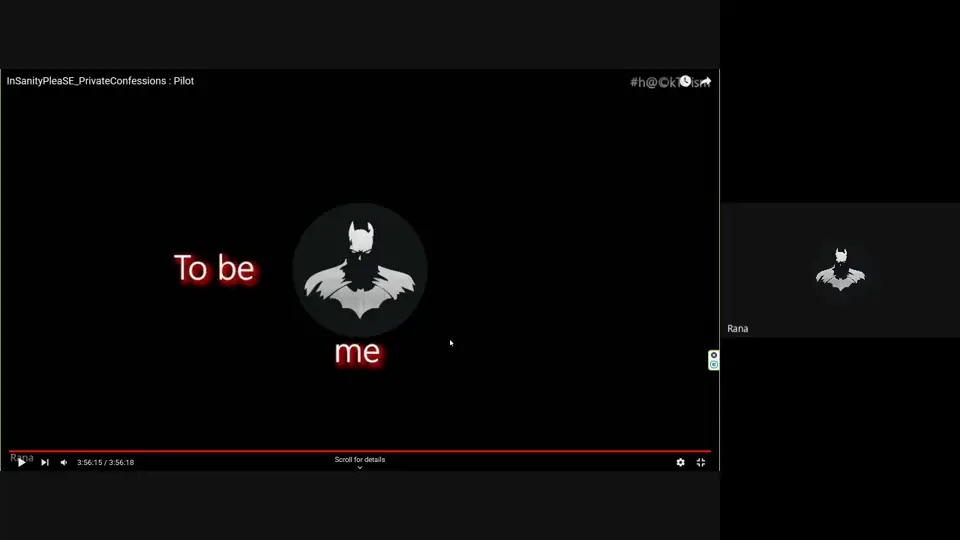 InSanityPleaSE_PrivateConfessions : Pilot
To be
me
Rana
Rana
3:56:15 / 3:56:18
Scroll for details